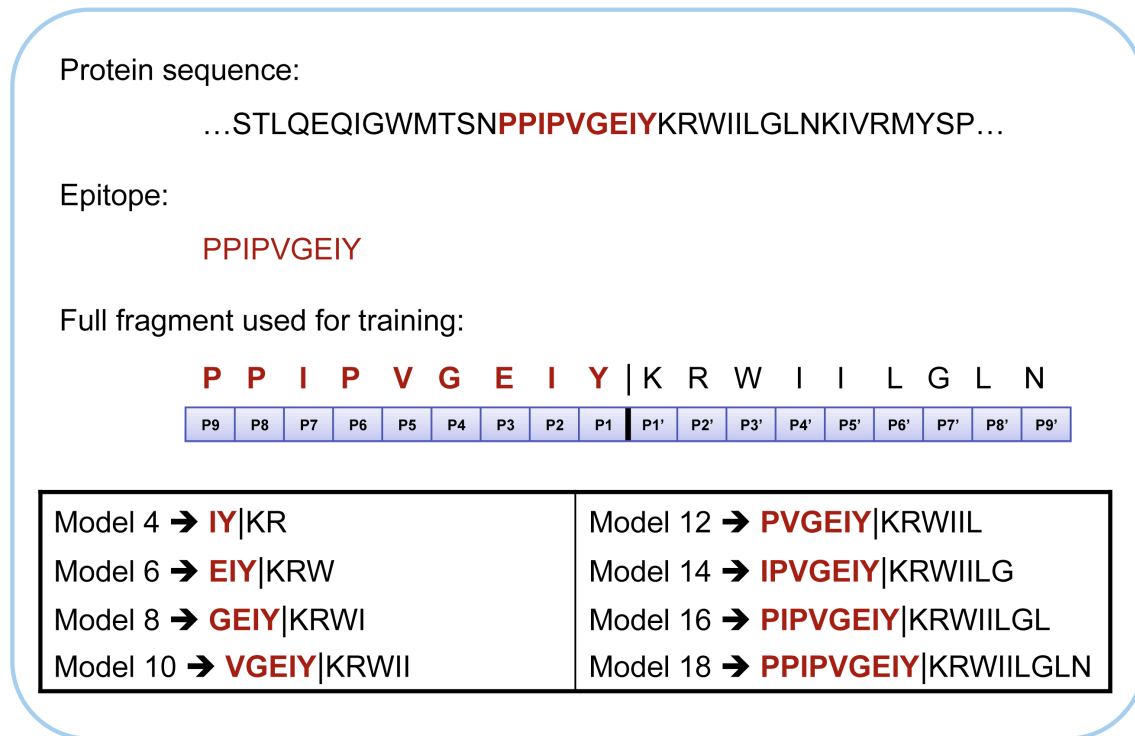 Protein sequence:
…STLQEQIGWMTSNPPIPVGEIYKRWIILGLNKIVRMYSP…
Epitope:
PPIPVGEIY
Full fragment used for training:
P P I P V G E I Y | K R W I I L G L N
P9 P8 P7 P6 P5 P4 P3 P2 P1 P1’ P2’ P3’ P4’ P5’ P6’ P7’ P8’ P9’
Model 4 ➔ IY|KR
Model 6 ➔ EIY|KRW
Model 8 ➔ GEIY|KRWI
Model 10 ➔ VGEIY|KRWII
Model 12 ➔ PVGEIY|KRWIIL
Model 14 ➔ IPVGEIY|KRWIILG
Model 16 ➔ PIPVGEIY|KRWIILGL
Model 18 ➔ PPIPVGEIY|KRWIILGLN